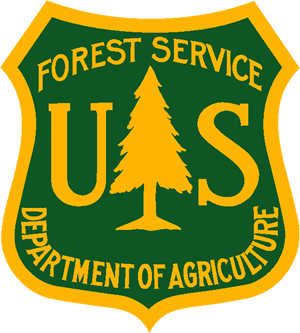 FOREST SERVICE
U S
DEPARTMENT OF AGRICULTURE